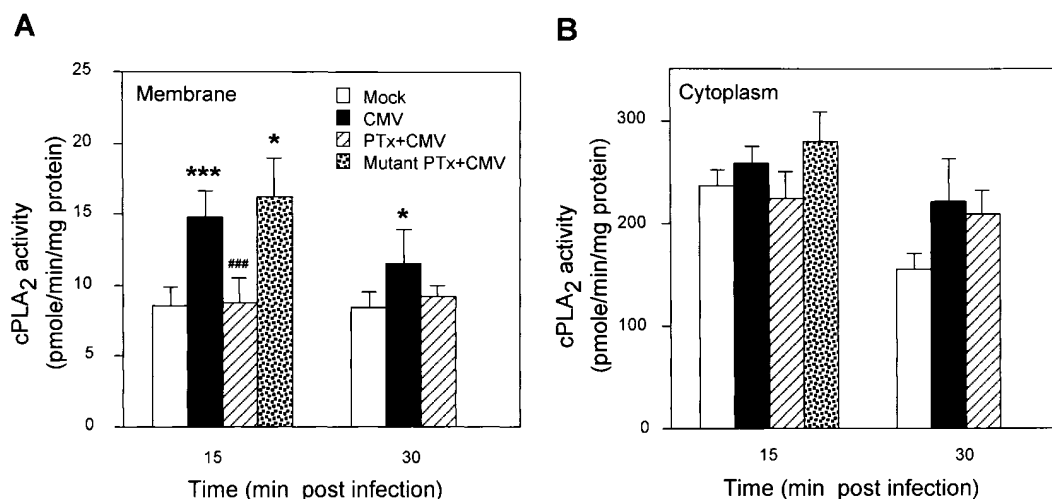 A
Membrane
Mock
CMV
PTx+CMV
Mutant PTx+CMV
***
###
*
*
25
20
15
10
5
0
cPLA2 activity
(pmole/min/mg protein)
15
30
Time (min post infection)
B
Cytoplasm
300
200
100
0
cPLA2 activity
(pmole/min/mg protein)
15
30
Time (min post infection)